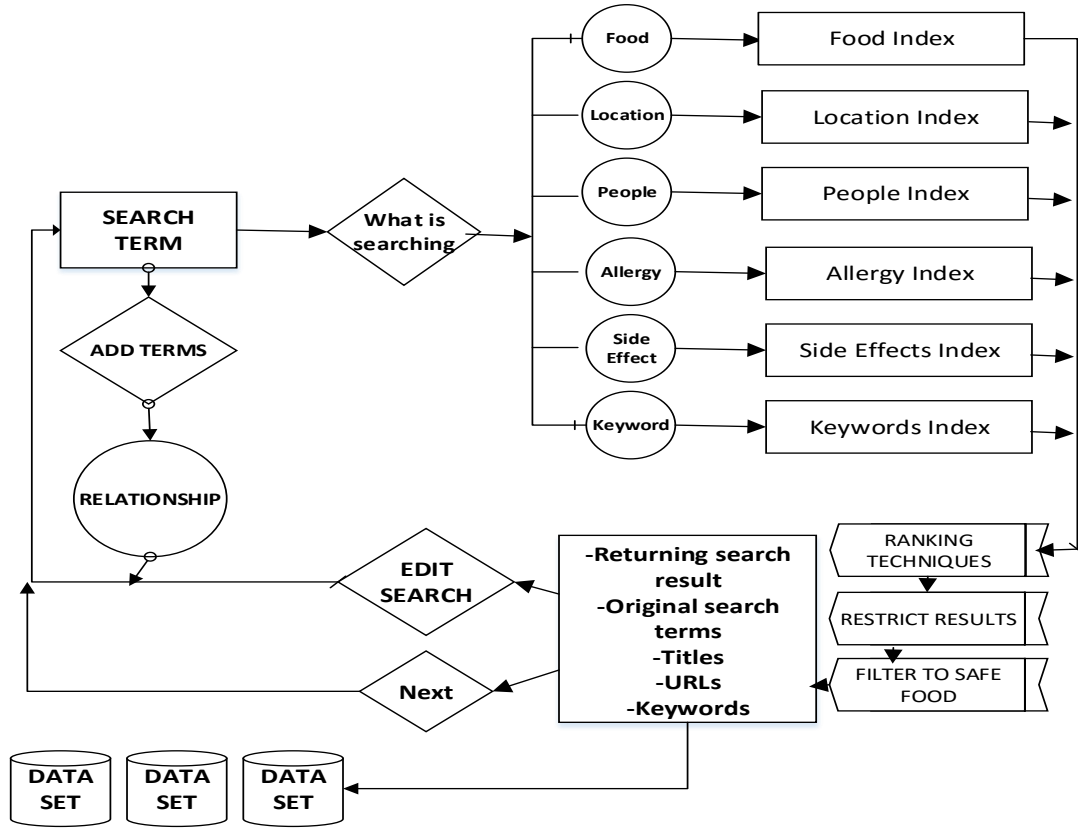 Food
Food Index
Location
Location Index
People
People Index
SEARCH
TERM
What is
searching
Allergy
Allergy Index
ADD TERMS
Side
Effect
Side Effects Index
Keyword
Keywords Index
RELATIONSHIP
EDIT
SEARCH
Next
-Returning search
result
-Original search
terms
-Titles
-URLs
-Keywords
RANKING
TECHNIQUES
RESTRICT RESULTS
FILTER TO SAFE
FOOD
DATA
SET
DATA
SET
DATA
SET